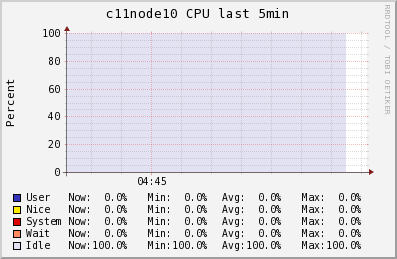 c11node10 CPU last 5min
RRDTOOL / TOBI OETIKER
Percent
100
80
60
40
20
0
04:45
User Now: 0.0% Min: 0.0% Avg: 0.0% Max: 0.0%
Nice Now: 0.0% Min: 0.0% Avg: 0.0% Max: 0.0%
System Now: 0.0% Min: 0.0% Avg: 0.0% Max: 0.0%
Wait Now: 0.0% Min: 0.0% Avg: 0.0% Max: 0.0%
Idle Now:100.0% Min:100.0% Avg:100.0% Max:100.0%